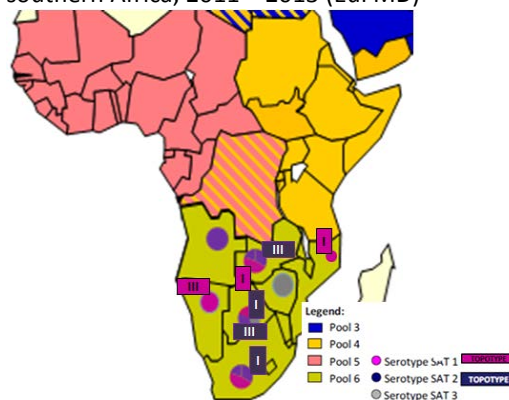 southern Africa, 2011 – 2015 (EuFMD)
III
I
I
III
I
III
I
Legend:
Pool 3
Pool 4
Pool 5
Pool 6
Serotype SAT 1 TOPOTYPE
Serotype SAT 2 TOPOTYPE
Serotype SAT 3